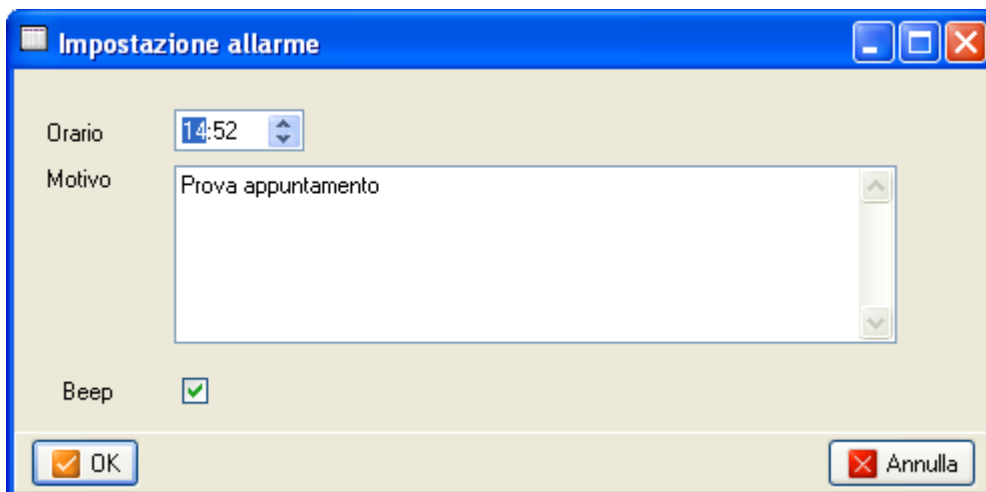 Impostazione allarme
Orario 14:52
Motivo Prova appuntamento
Beep
OK Annulla